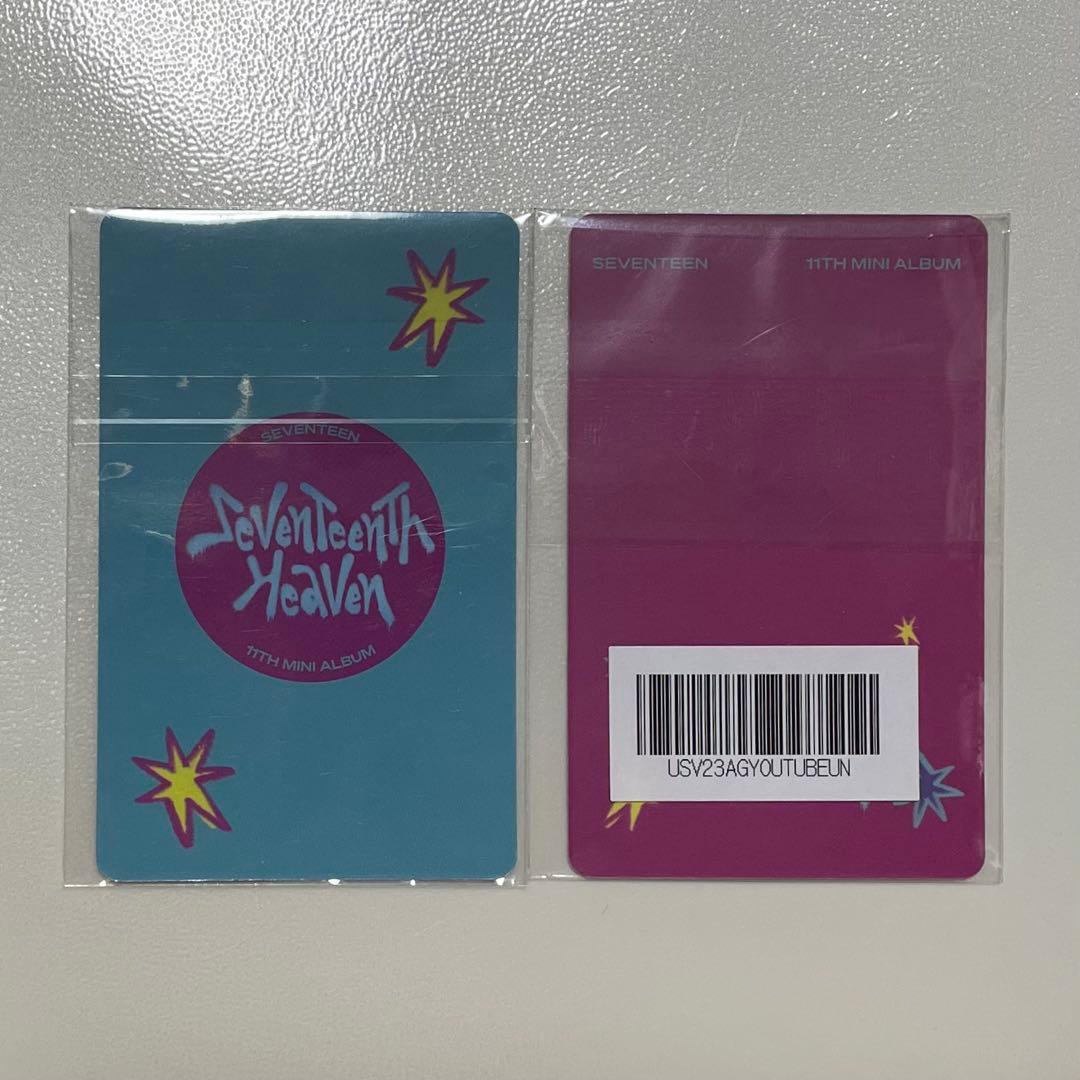 SEVENTEEN
SEVENTEENTH
HEAVEN
11TH MINI ALBUM
SEVENTEEN 11TH MINI ALBUM
USV23AGYOUTUBEUN